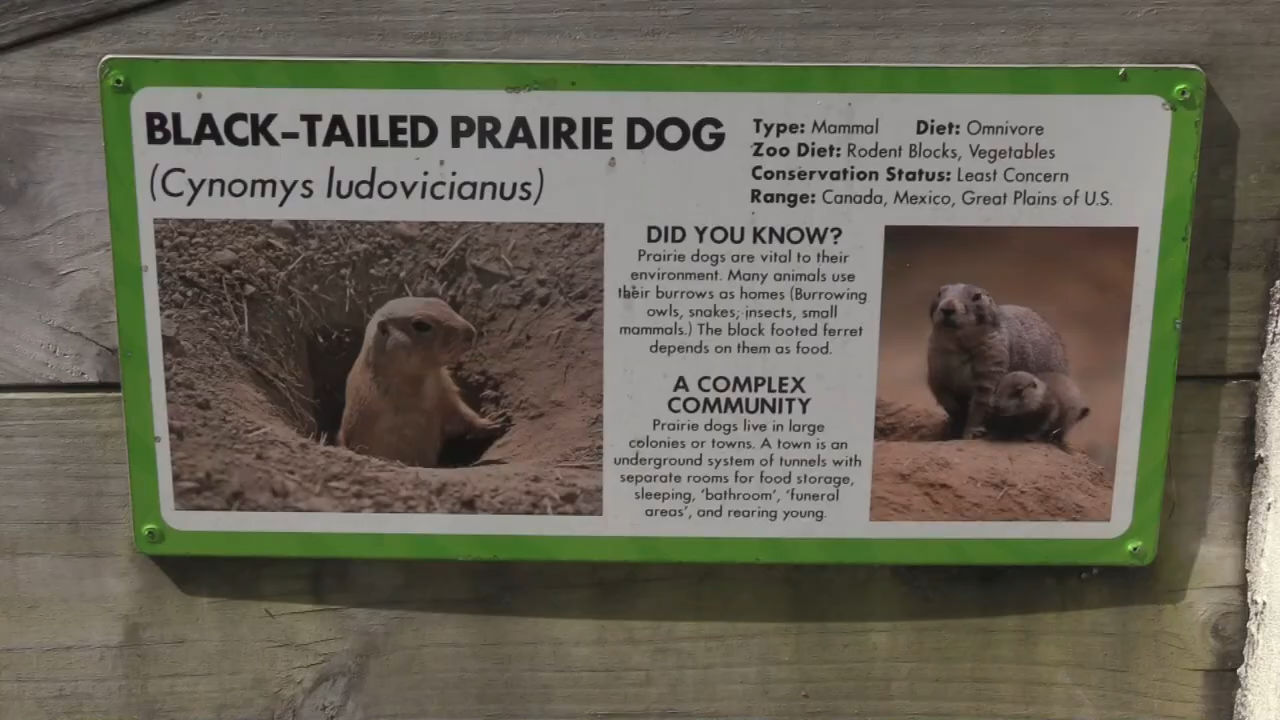 BLACK-TAILED PRAIRIE DOG
(Cynomys ludovicianus)
Type: Mammal Diet: Omnivore
Zoo Diet: Rodent Blocks, Vegetables
Conservation Status: Least Concern
Range: Canada, Mexico, Great Plains of U.S.
DID YOU KNOW?
Prairie dogs are vital to their
environment. Many animals use
their burrows as homes (Burrowing
owls, snakes, insects, small
mammals.) The black footed ferret
depends on them as food.
A COMPLEX
COMMUNITY
Prairie dogs live in large
colonies or towns. A town is an
underground system of tunnels with
separate rooms for food storage,
sleeping, 'bathroom', 'funeral
areas', and rearing young.